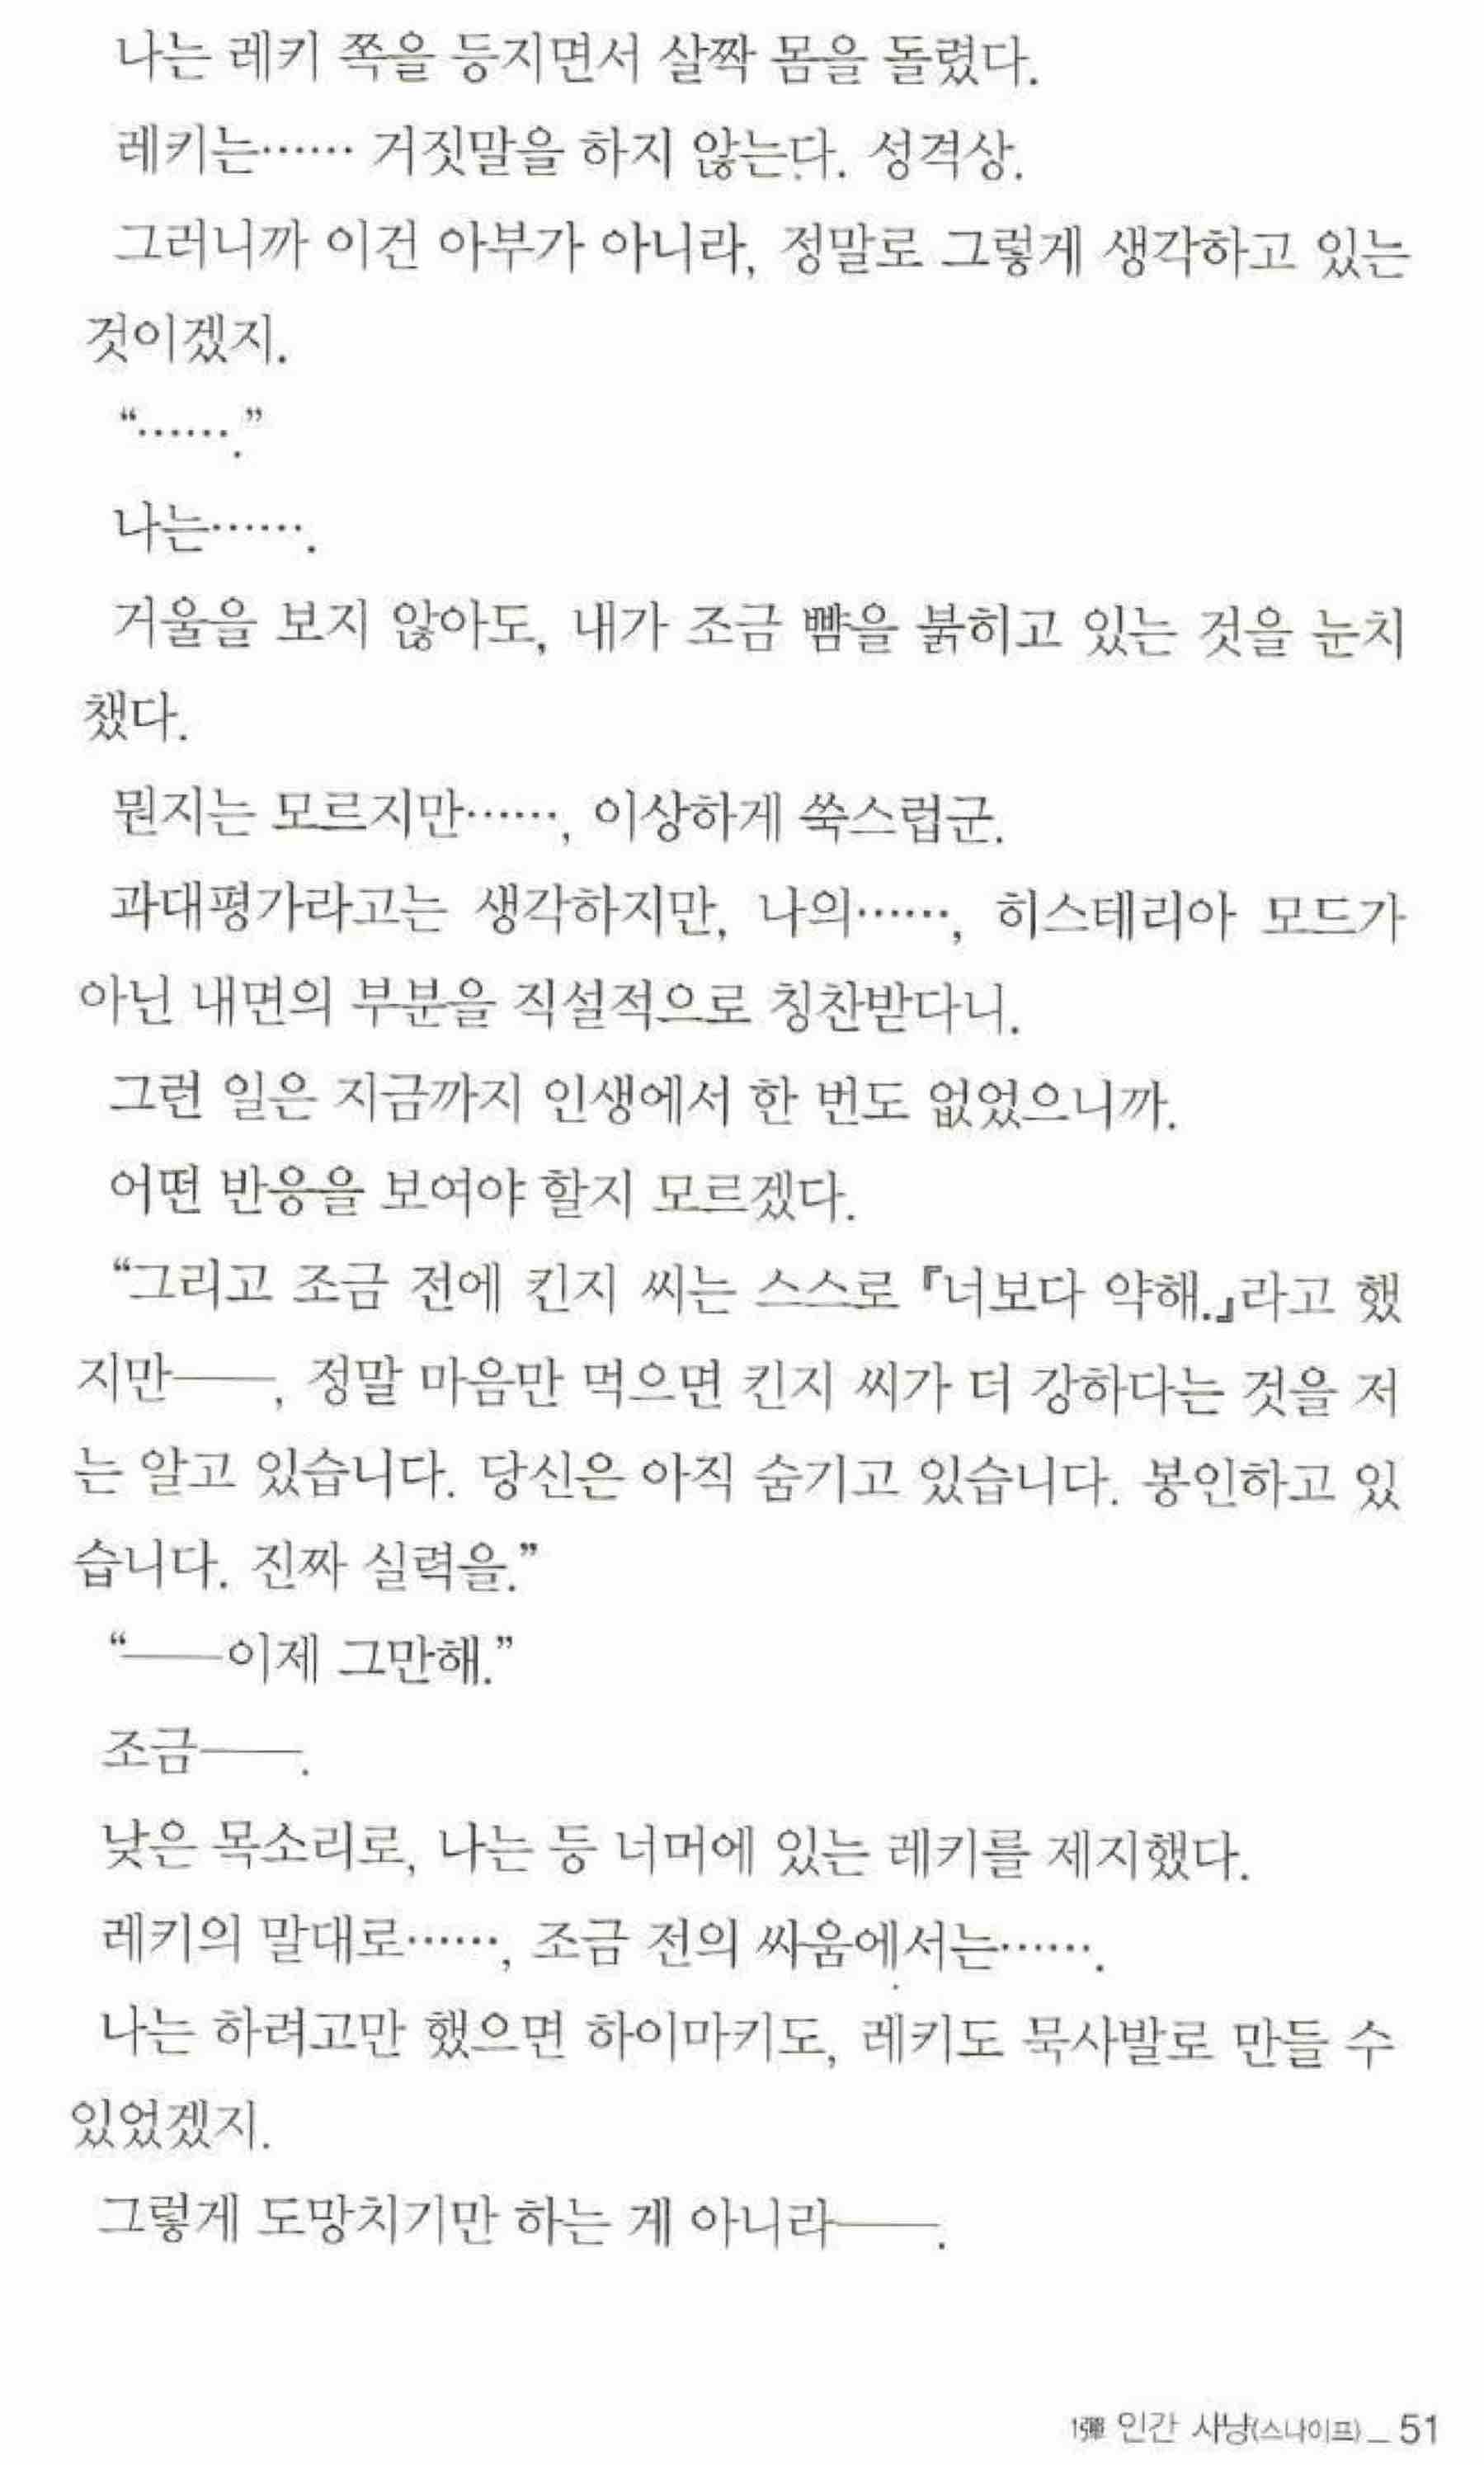 나는 레키 쪽을 등지면서 살짝 몸을 돌렸다.
레키는…… 거짓말을 하지 않는다. 성격상.
그러니까 이건 아부가 아니라, 정말로 그렇게 생각하고 있는
것이겠지.
“…….”
나는…….
거울을 보지 않아도, 내가 조금 뺨을 붉히고 있는 것을 눈치
챘다.
뭔지는 모르지만……, 이상하게 쑥스럽군.
과대평가라고는 생각하지만, 나의……, 히스테리아 모드가
아닌 내면의 부분을 직설적으로 칭찬받다니.
그런 일은 지금까지 인생에서 한 번도 없었으니까.
어떤 반응을 보여야 할지 모르겠다.
“그리고 조금 전에 킨지 씨는 스스로 『너보다 약해.』라고 했
지만──, 정말 마음만 먹으면 킨지 씨가 더 강하다는 것을 저
는 알고 있습니다. 당신은 아직 숨기고 있습니다. 봉인하고 있
습니다. 진짜 실력을.”
“──이제 그만해.”
조금──.
낮은 목소리로, 나는 등 너머에 있는 레키를 제지했다.
레키의 말대로……, 조금 전의 싸움에서는…….
나는 하려고만 했으면 하이마키도, 레키도 묵사발로 만들 수
있었겠지.
그렇게 도망치기만 하는 게 아니라──.
1彈 인간 사냥(스나이프) _ 51